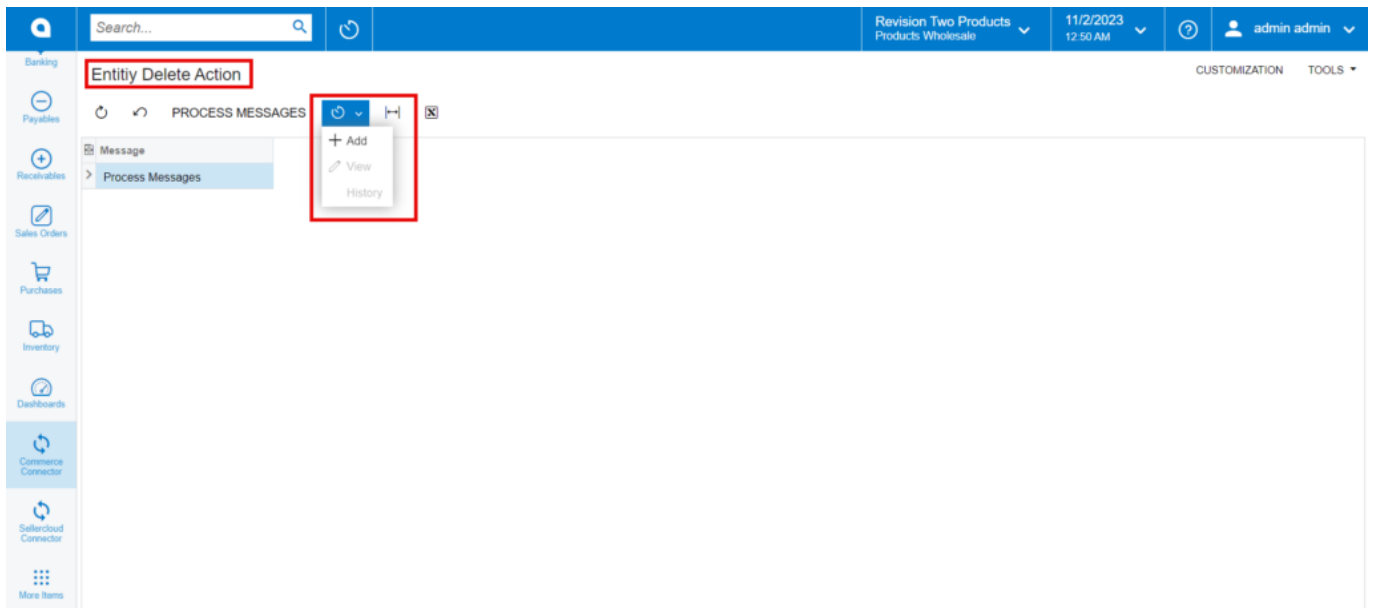 Search...
Revision Two Products
Products Wholesale
11/2/2023
12:50 AM
admin admin
Banking
Entitiy Delete Action
CUSTOMIZATION TOOLS
PROCESS MESSAGES
Payables
Add
Message
View
Process Messages
Receivables
History
Sales Orders
Purchases
Inventory
Dashboards
Commerce
Connector
Sellercloud
Connector
More Items